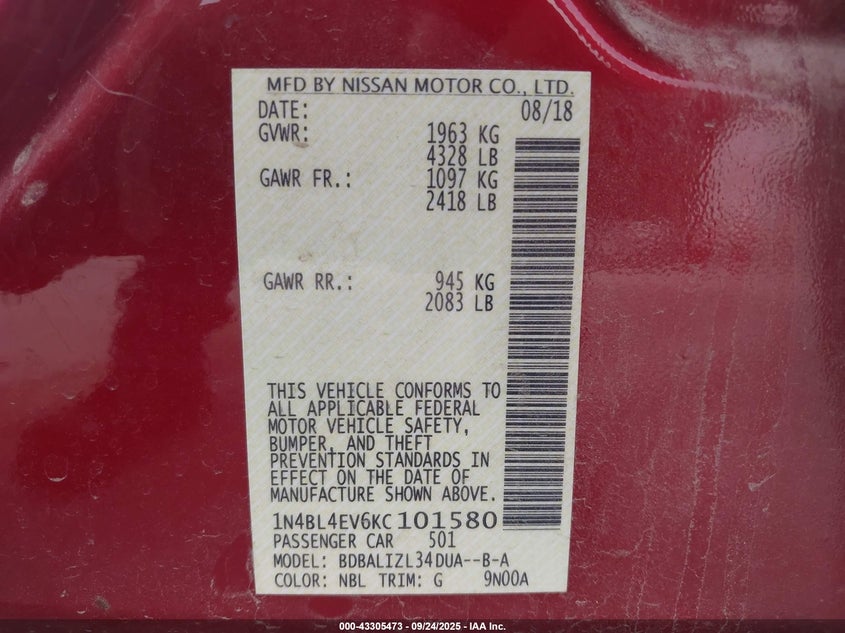 MFD BY NISSAN MOTOR CO., LTD.
DATE: 08/18
GVWR: 1963 KG
4328 LB
GAWR FR.: 1097 KG
2418 LB
GAWR RR.: 945 KG
2083 LB
THIS VEHICLE CONFORMS TO
ALL APPLICABLE FEDERAL
MOTOR VEHICLE SAFETY,
BUMPER, AND THEFT
PREVENTION STANDARDS IN
EFFECT ON THE DATE OF
MANUFACTURE SHOWN ABOVE.
1N4BL4EV6KC101580
PASSENGER CAR 501
MODEL: BDBALIZL34DUA--B-A
COLOR: NBL TRIM: G 9N00A
000-43305473 - 09/24/2025 - IAA Inc.